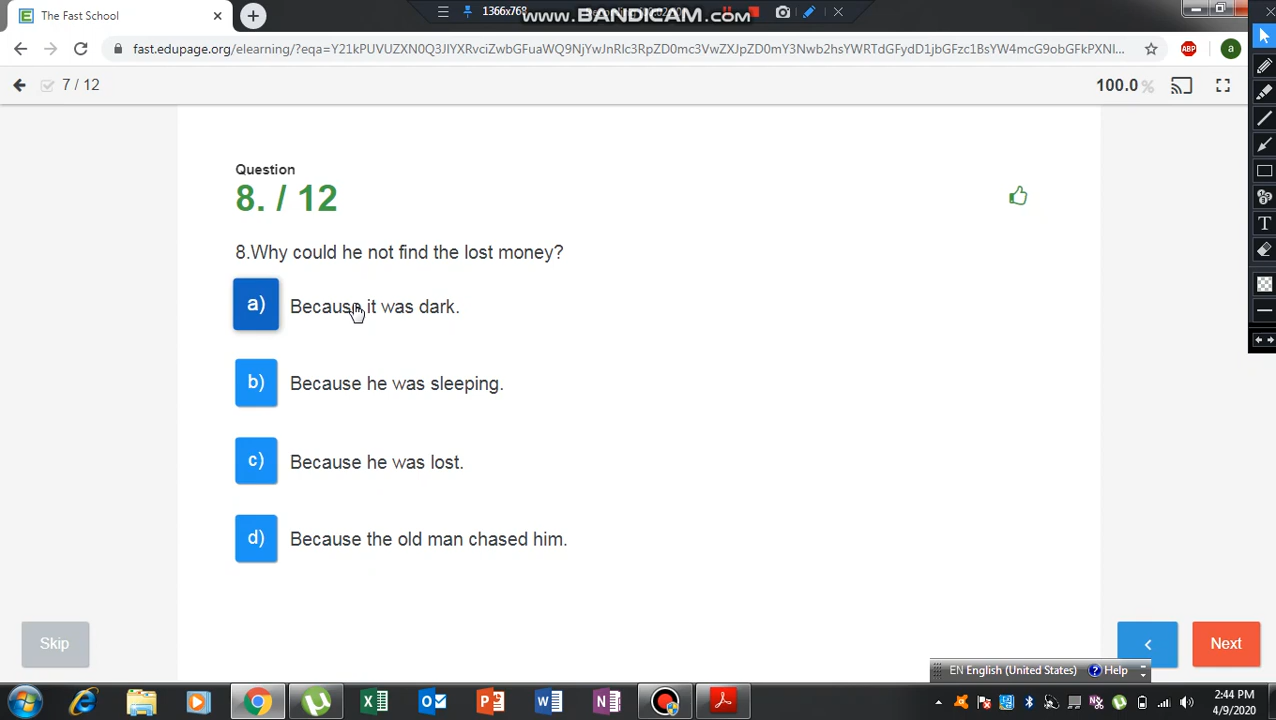 The Fast School
1366x768
www.BANDICAM.com
fast.edupage.org/elearning/?eqa=Y21kPUVUZXN0Q3JlYXRvciZwbGFuaWQ9NjYwJnRlc3RpZD0mc3VwZXJpZD0mY3Nwb2hsYWRTdGFydD1jbGFzc1BsYW4mcG9obGFkPXNl...
ABP
a
7 / 12
100.0 %
Question
8. / 12
8.Why could he not find the lost money?
a) Because it was dark.
b) Because he was sleeping.
c) Because he was lost.
d) Because the old man chased him.
Skip
<
Next
EN English (United States)
Help
2:44 PM
4/9/2020